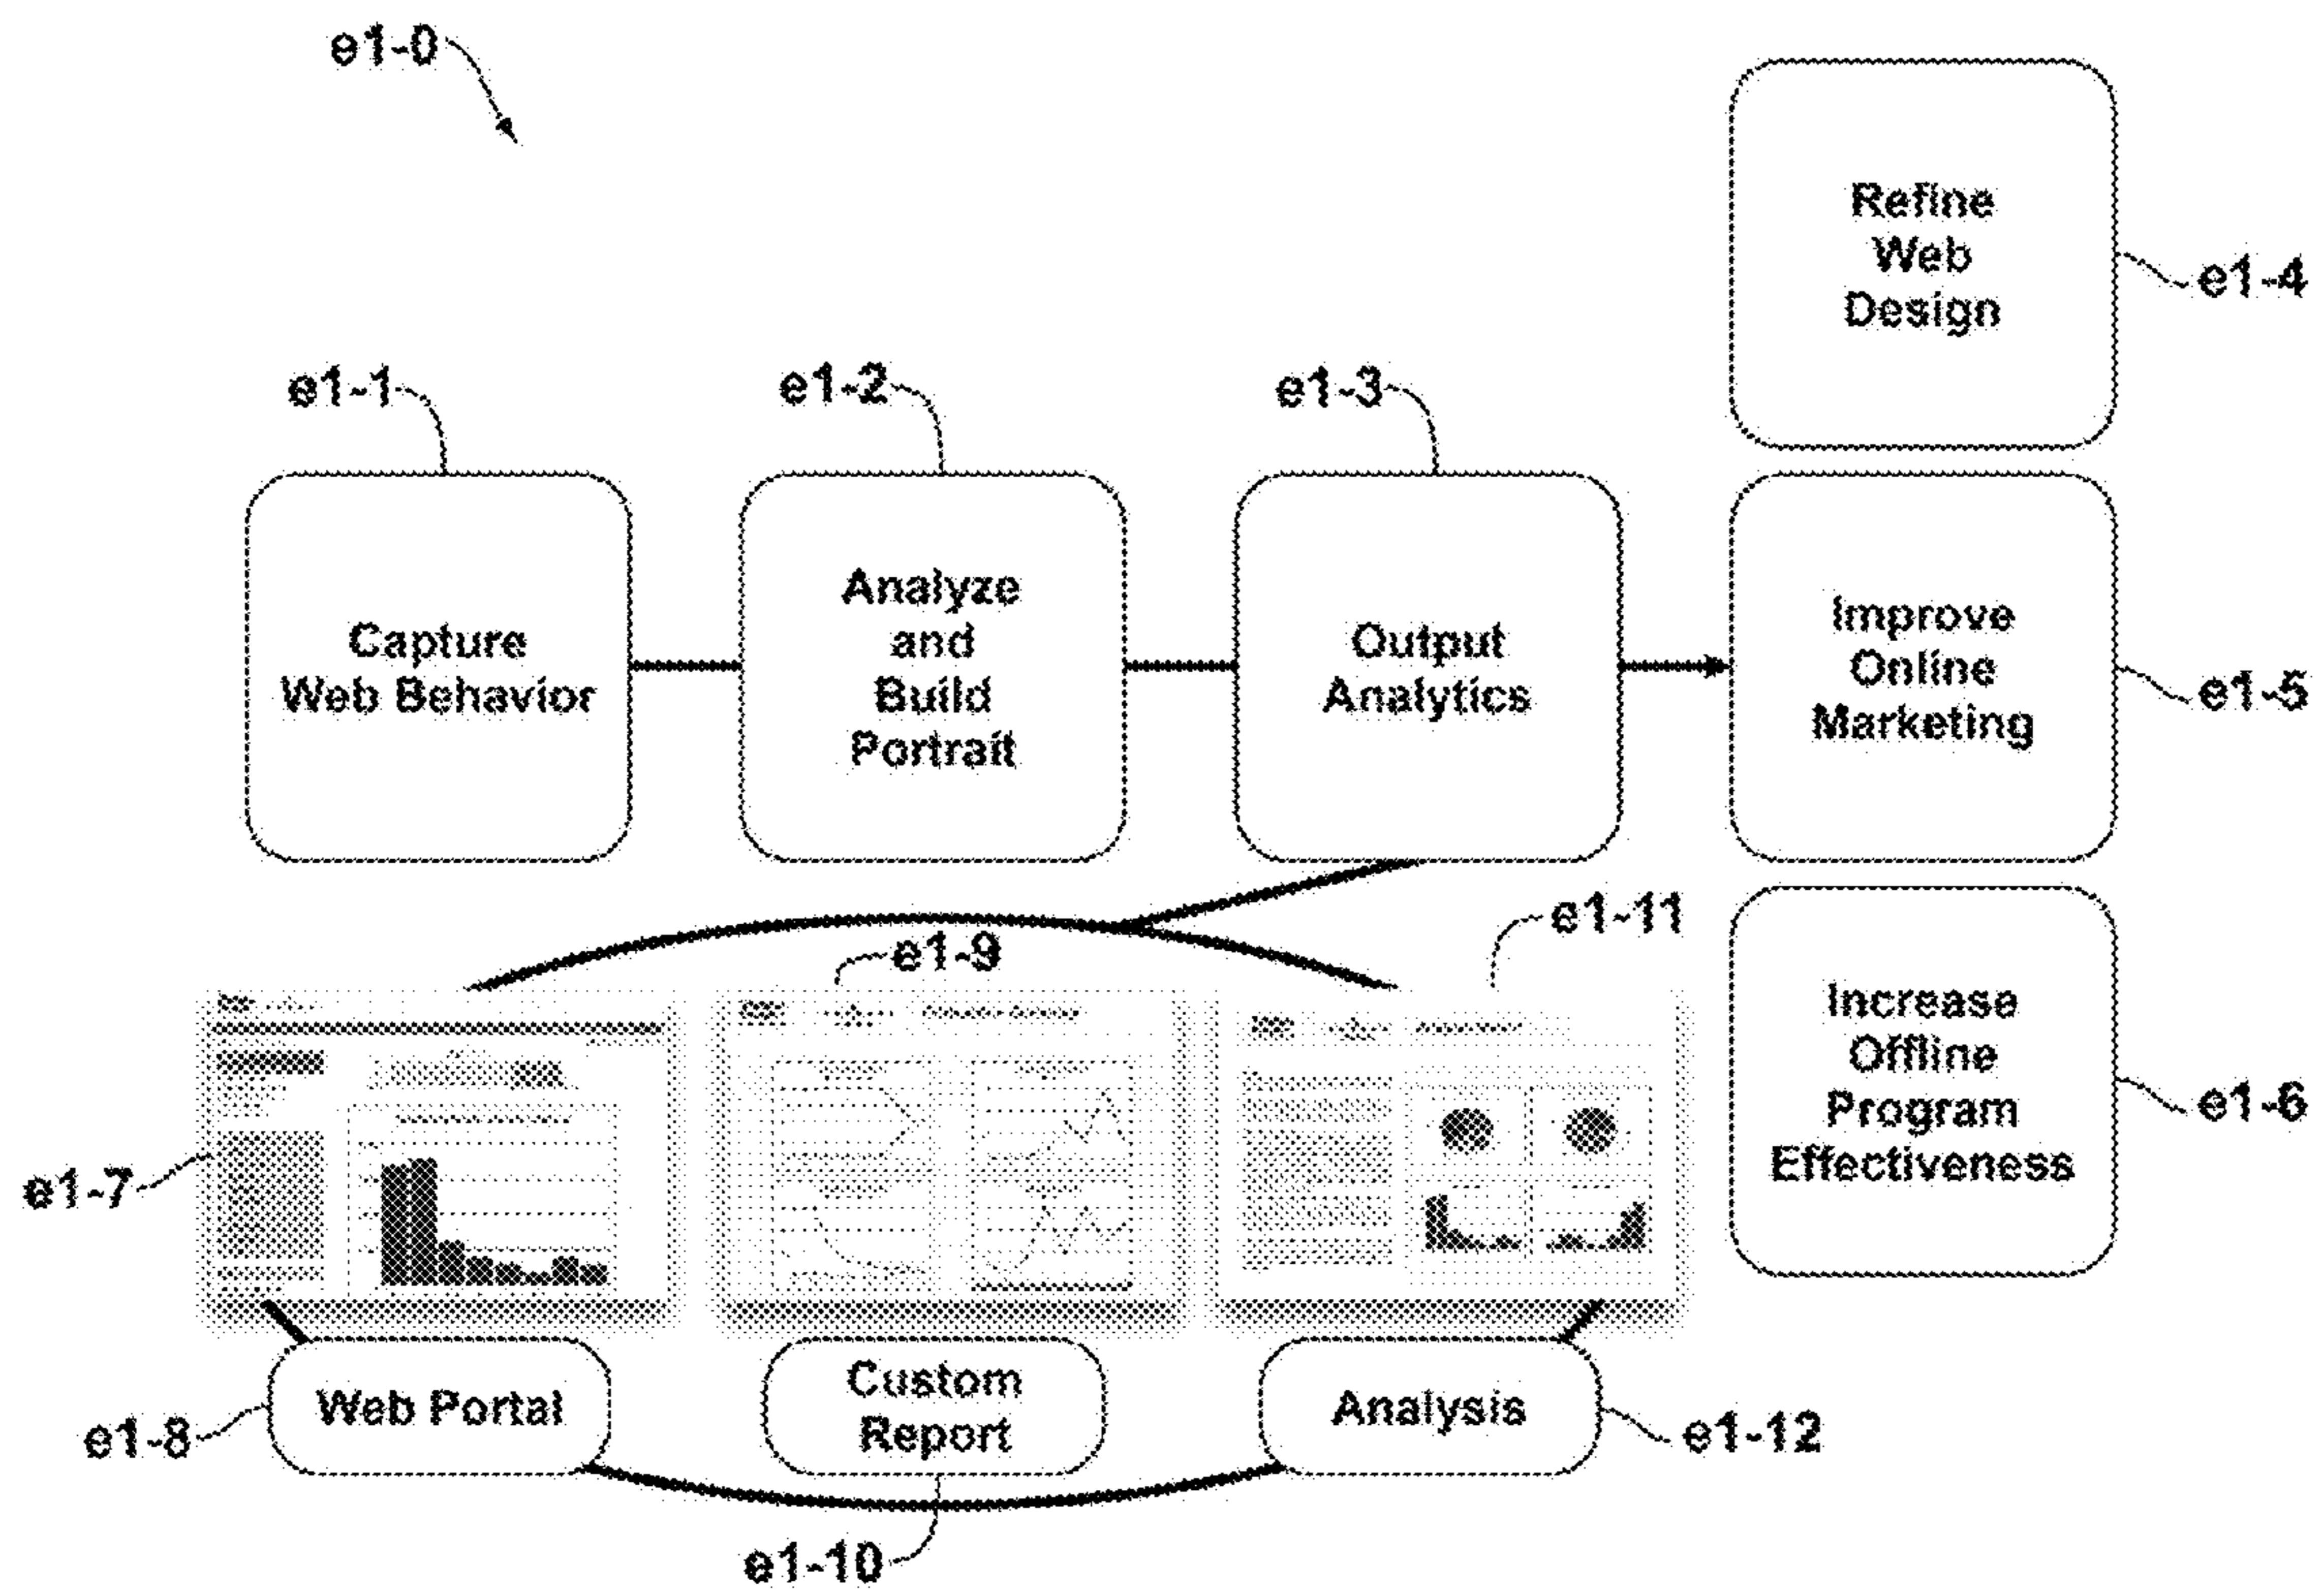 e1-0
Refine
Web
Design
e1-4
e1-1
e1-2
e1-3
Capture
Web Behavior
Analyze
and
Build
Portrait
Output
Analytics
Improve
Online
Marketing
e1-5
e1-9
e1-11
Increase
Offline
Program
Effectiveness
e1-6
e1-7
Web Portal
Custom
Report
Analysis
e1-8
e1-12
e1-10